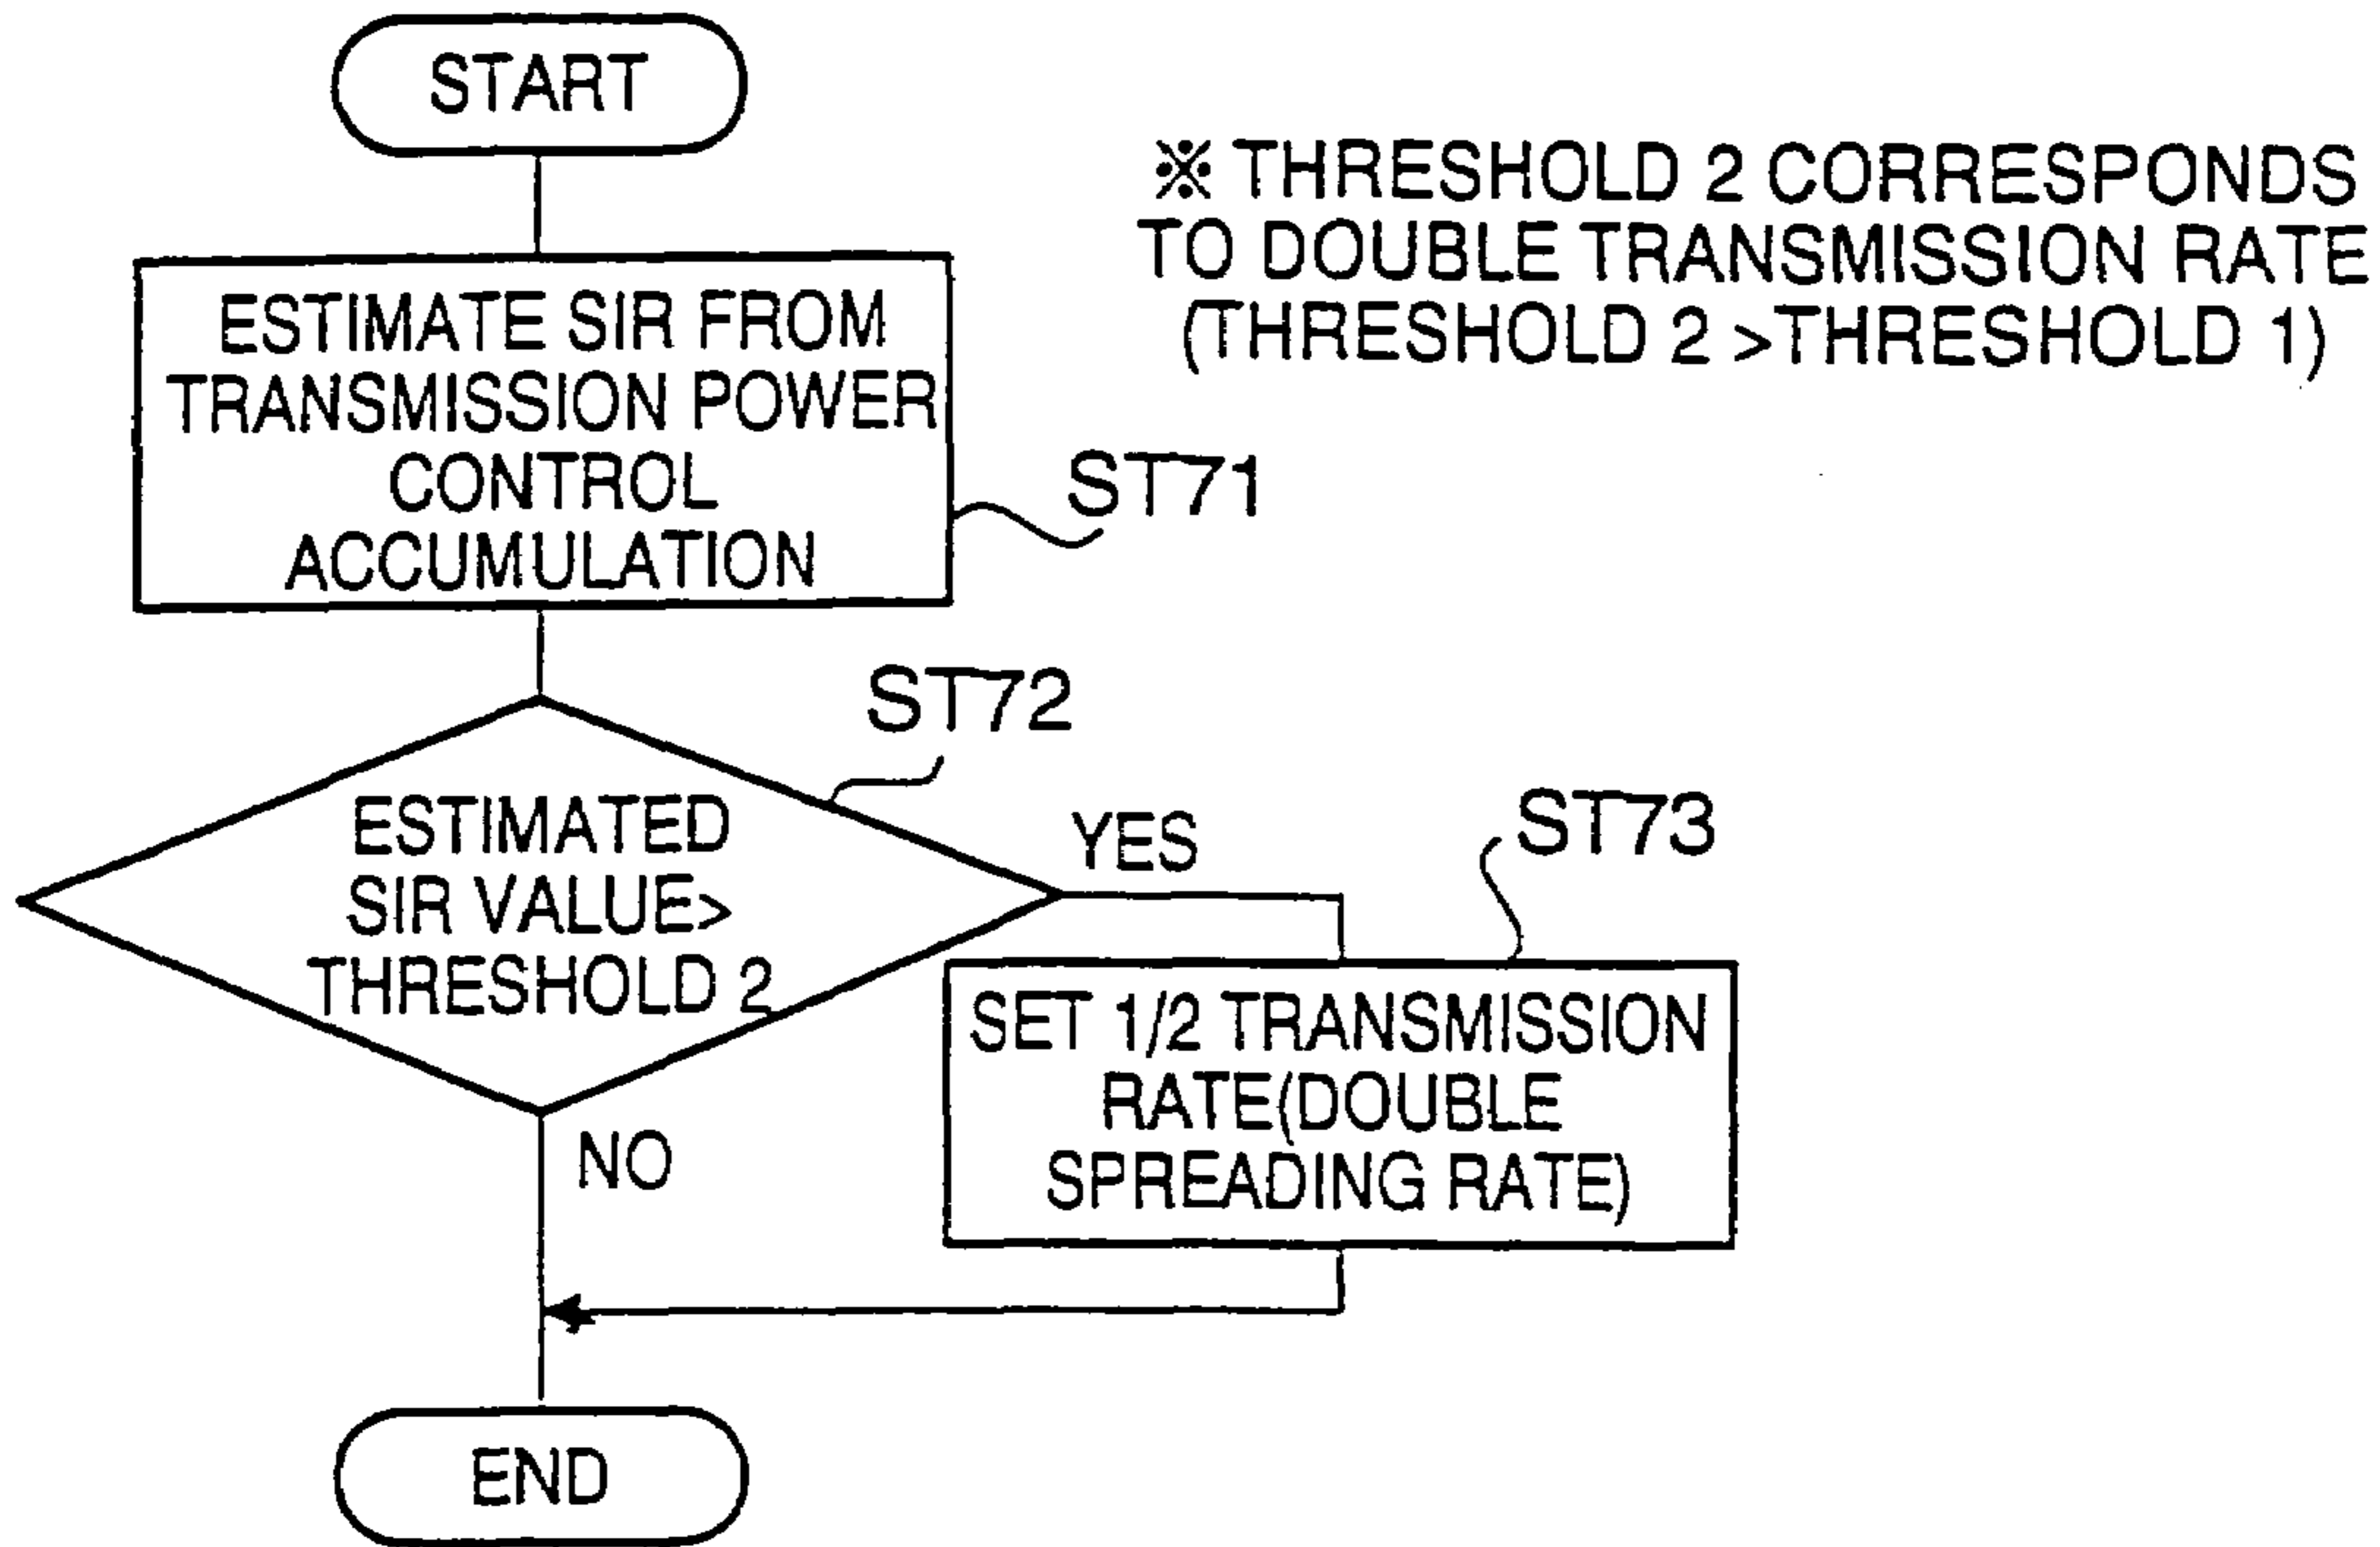 START
※ THRESHOLD 2 CORRESPONDS
TO DOUBLE TRANSMISSION RATE
(THRESHOLD 2 >THRESHOLD 1)
ESTIMATE SIR FROM
TRANSMISSION POWER
CONTROL
ACCUMULATION
ST71
ST72
ESTIMATED
SIR VALUE>
THRESHOLD 2
YES
ST73
SET 1/2 TRANSMISSION
RATE(DOUBLE
SPREADING RATE)
NO
END